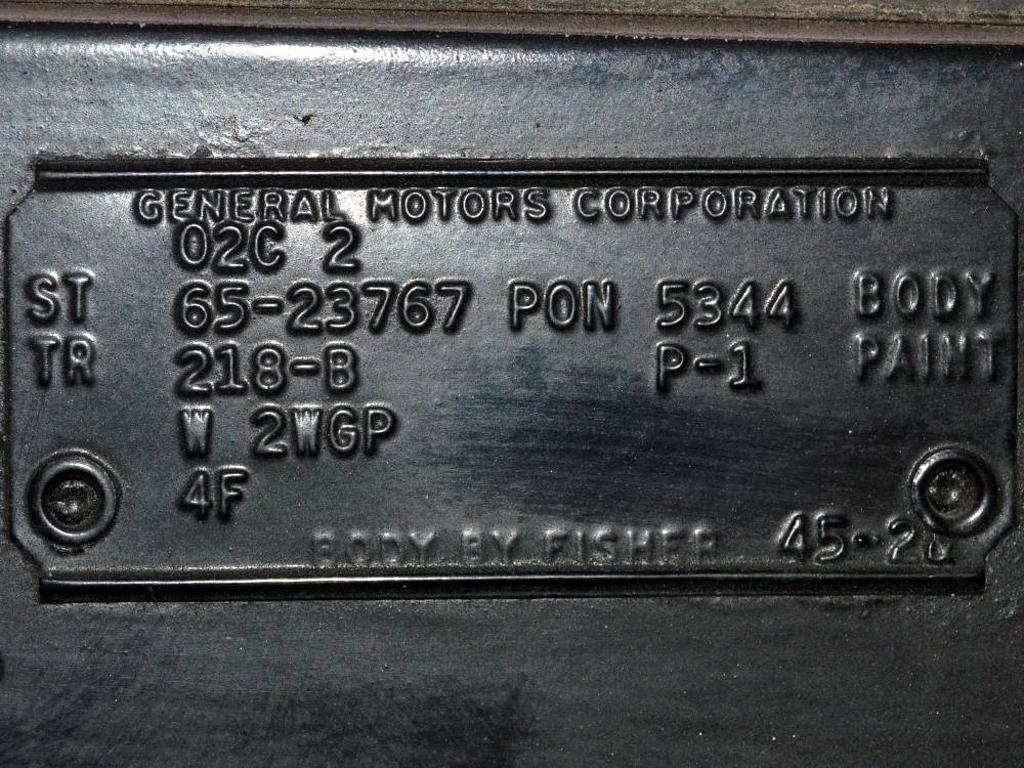 GENERAL MOTORS CORPORATION
02C 2
ST 65-23767 PON 5344 BODY
TR 218-B P-1 PAINT
W 2WGP
4F
BODY BY FISHER